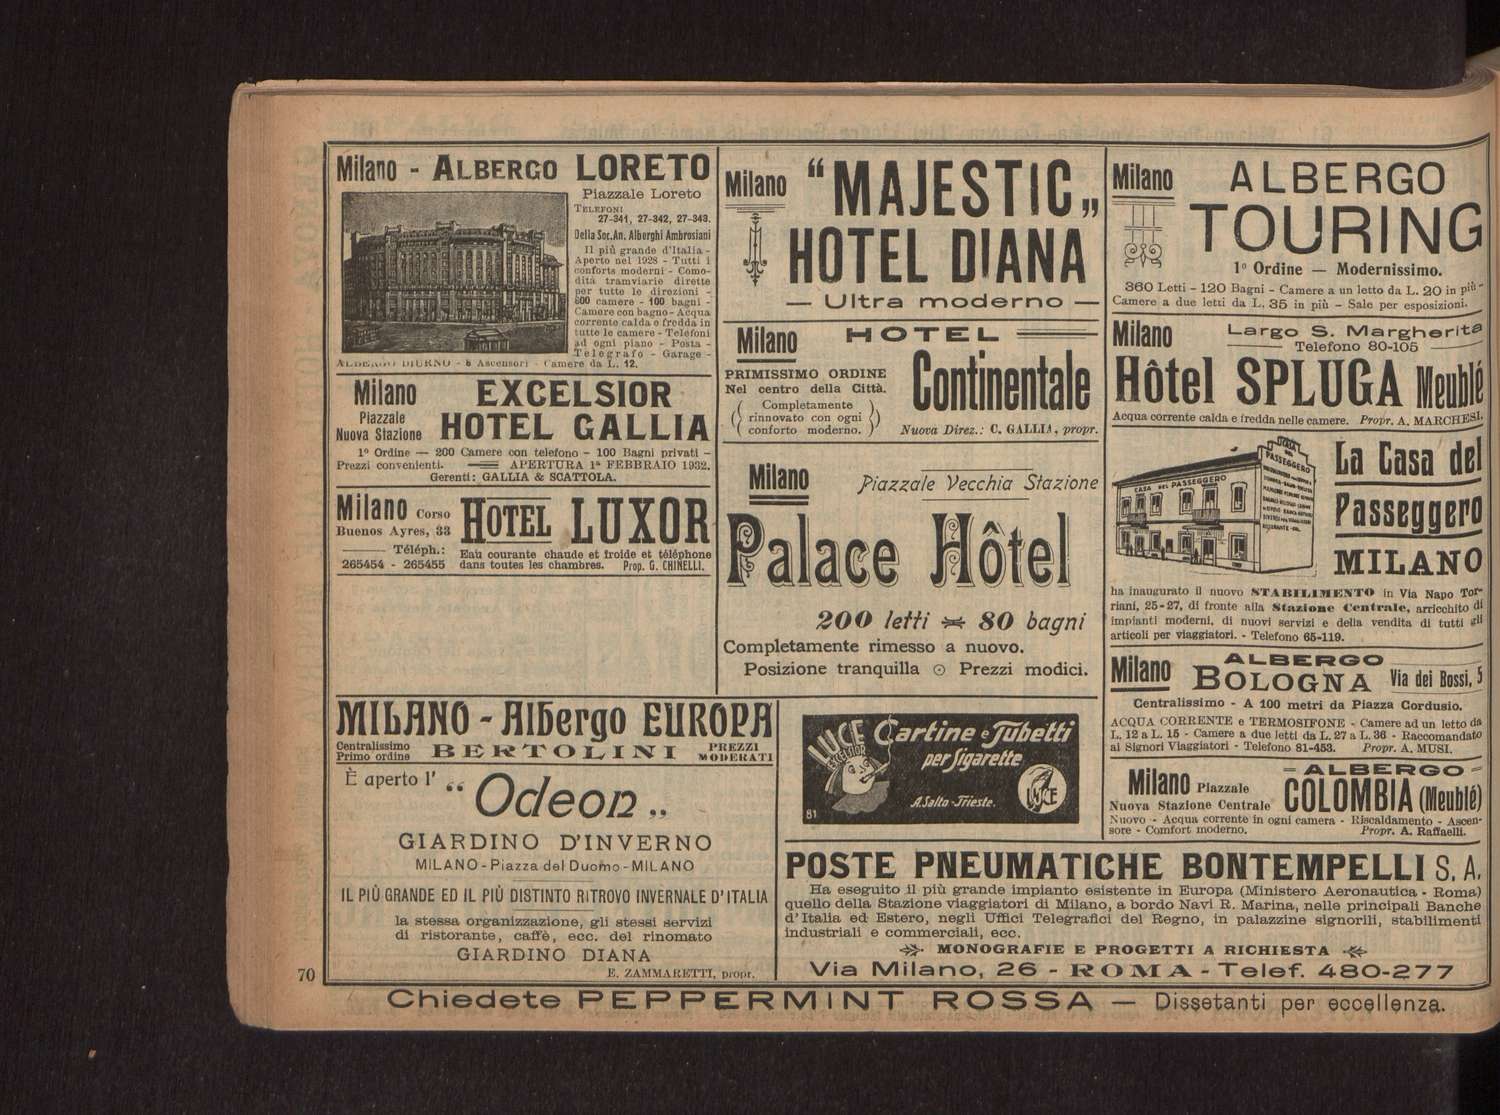 Milano - ALBERGO LORETO
Piazzale Loreto
TELEFONI
27-341, 27-342, 27-343.
Della Soc. An. Alberghi Ambrosiani
Il più grande d'Italia -
Aperto nel 1928 - Tutti i
conforts moderni - Como-
dità tramviarie dirette
per tutte le direzioni -
600 camere - 100 bagni -
Camere con bagno - Acqua
corrente calda e fredda in
tutte le camere - Telefoni
ad ogni piano - Posta -
Telegrafo - Garage -
ALBERGO DIURNO - 8 Ascensori - Camere da L. 12.
Milano
Piazzale
Nuova Stazione
EXCELSIOR
HOTEL GALLIA
1º Ordine — 200 Camere con telefono - 100 Bagni privati -
Prezzi convenienti. APERTURA 1ª FEBBRAIO 1932.
Gerenti: GALLIA & SCATTOLA.
Milano Corso
Buenos Ayres, 33
Téléph.:
265454 - 265455
HOTEL LUXOR
Eau courante chaude et froide et téléphone
dans toutes les chambres. Prop. G. CHINELLI.
Milano
"MAJESTIC„
HOTEL DIANA
— Ultra moderno —
Milano
PRIMISSIMO ORDINE
Nel centro della Città.
Completamente
rinnovato con ogni
conforto moderno.
HOTEL
Continentale
Nuova Direz.: C. GALLIA, propr.
Milano
Piazzale Vecchia Stazione
Palace Hôtel
200 letti 80 bagni
Completamente rimesso a nuovo.
Posizione tranquilla ⊙ Prezzi modici.
Milano
ALBERGO
TOURING
1º Ordine — Modernissimo.
360 Letti - 120 Bagni - Camere a un letto da L. 20 in più -
Camere a due letti da L. 35 in più - Sale per esposizioni.
Milano
Largo S. Margherita
Telefono 80-105
Hôtel SPLUGA Meublé
Acqua corrente calda e fredda nelle camere. Propr. A. MARCHESI.
CASA DEL PASSEGGERO
CASA
DEL
PASSEGGERO
La Casa del
Passeggero
MILANO
ha inaugurato il nuovo STABILIMENTO in Via Napo Tor-
riani, 25-27, di fronte alla Stazione Centrale, arricchito di
impianti moderni, di nuovi servizi e della vendita di tutti gli
articoli per viaggiatori. - Telefono 65-119.
Milano
ALBERGO
BOLOGNA
Via dei Bossi, 5
Centralissimo - A 100 metri da Piazza Cordusio.
ACQUA CORRENTE e TERMOSIFONE - Camere ad un letto da
L. 12 a L. 15 - Camere a due letti da L. 27 a L. 36 - Raccomandato
ai Signori Viaggiatori - Telefono 81-453. Propr. A. MUSI.
Milano Piazzale
Nuova Stazione Centrale
ALBERGO
COLOMBIA (Meublé)
Nuovo - Acqua corrente in ogni camera - Riscaldamento - Ascen-
sore - Comfort moderno. Propr. A. Raffaelli.
MILANO - Albergo EUROPA
Centralissimo
Primo ordine
BERTOLINI
PREZZI
MODERATI
È aperto l' "Odeon„
GIARDINO D'INVERNO
MILANO - Piazza del Duomo - MILANO
IL PIÙ GRANDE ED IL PIÙ DISTINTO RITROVO INVERNALE D'ITALIA
la stessa organizzazione, gli stessi servizi
di ristorante, caffè, ecc. del rinomato
GIARDINO DIANA
E. ZAMMARETTI, propr.
LUCE
EXCELSIOR
Cartine e Tubetti
per Sigarette
A. Salto - Trieste.
LUCE
81
POSTE PNEUMATICHE BONTEMPELLI S. A.
Ha eseguito il più grande impianto esistente in Europa (Ministero Aeronautica - Roma)
quello della Stazione viaggiatori di Milano, a bordo Navi R. Marina, nelle principali Banche
d'Italia ed Estero, negli Uffici Telegrafici del Regno, in palazzine signorili, stabilimenti
industriali e commerciali, ecc.
MONOGRAFIE E PROGETTI A RICHIESTA
Via Milano, 26 - ROMA - Telef. 480-277
70
Chiedete PEPPERMINT ROSSA — Dissetanti per eccellenza.